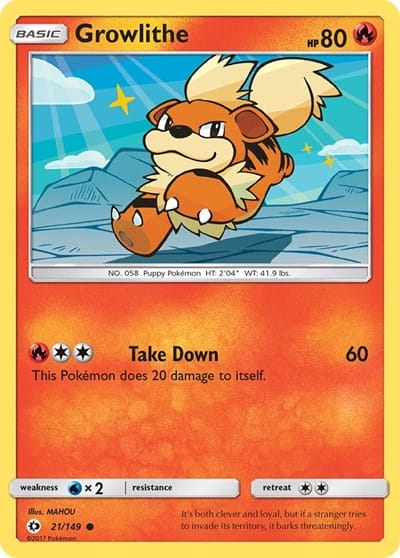 BASIC Growlithe HP 80
NO. 058 Puppy Pokémon HT: 2'04" WT: 41.9 lbs.
Take Down 60
This Pokémon does 20 damage to itself.
weakness × 2 resistance retreat
Illus. MAHOU
21/149
©2017 Pokémon
It's both clever and loyal, but if a stranger tries
to invade its territory, it barks threateningly.